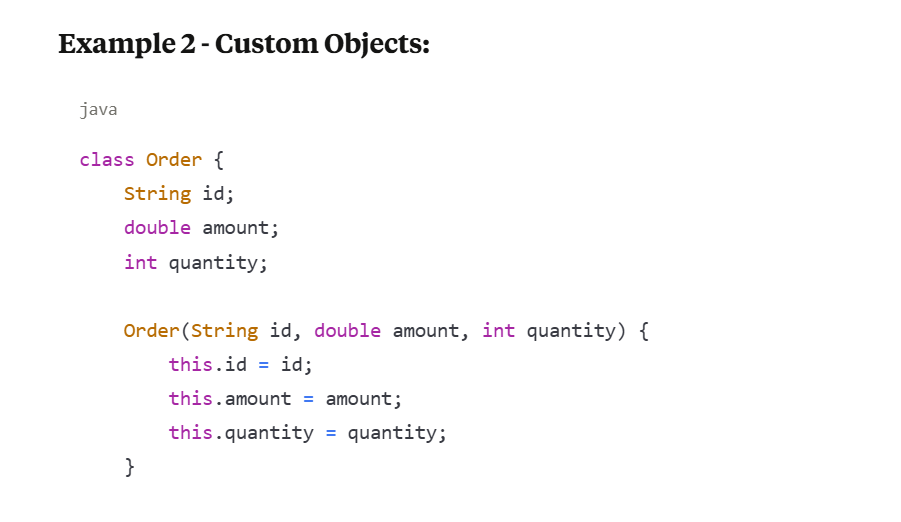 Example 2 - Custom Objects:
java
class Order {
    String id;
    double amount;
    int quantity;

    Order(String id, double amount, int quantity) {
        this.id = id;
        this.amount = amount;
        this.quantity = quantity;
    }